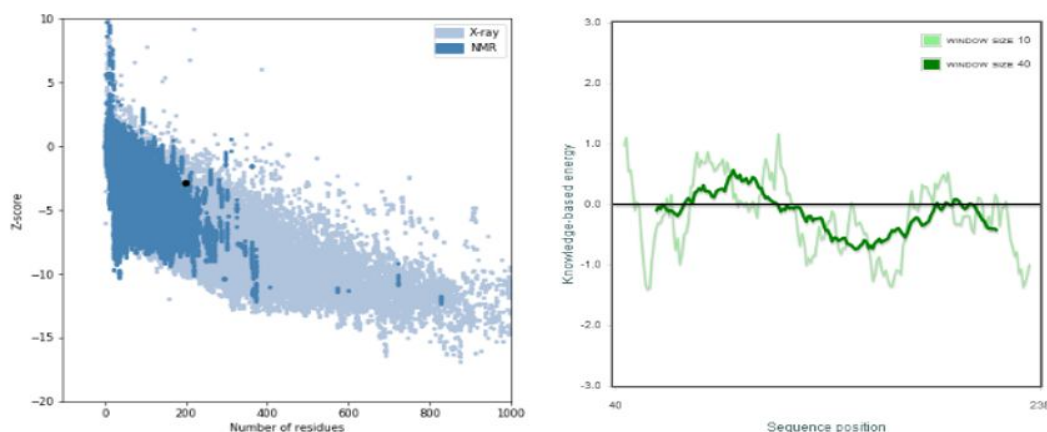 10
5
0
−5
−10
−15
−20
Z-score
0
200
400
600
800
1000
Number of residues
X-ray
NMR
3.0
2.0
1.0
0.0
-1.0
-2.0
-3.0
Knowledge-based energy
WINDOW SIZE 10
WINDOW SIZE 40
40
238
Sequence position